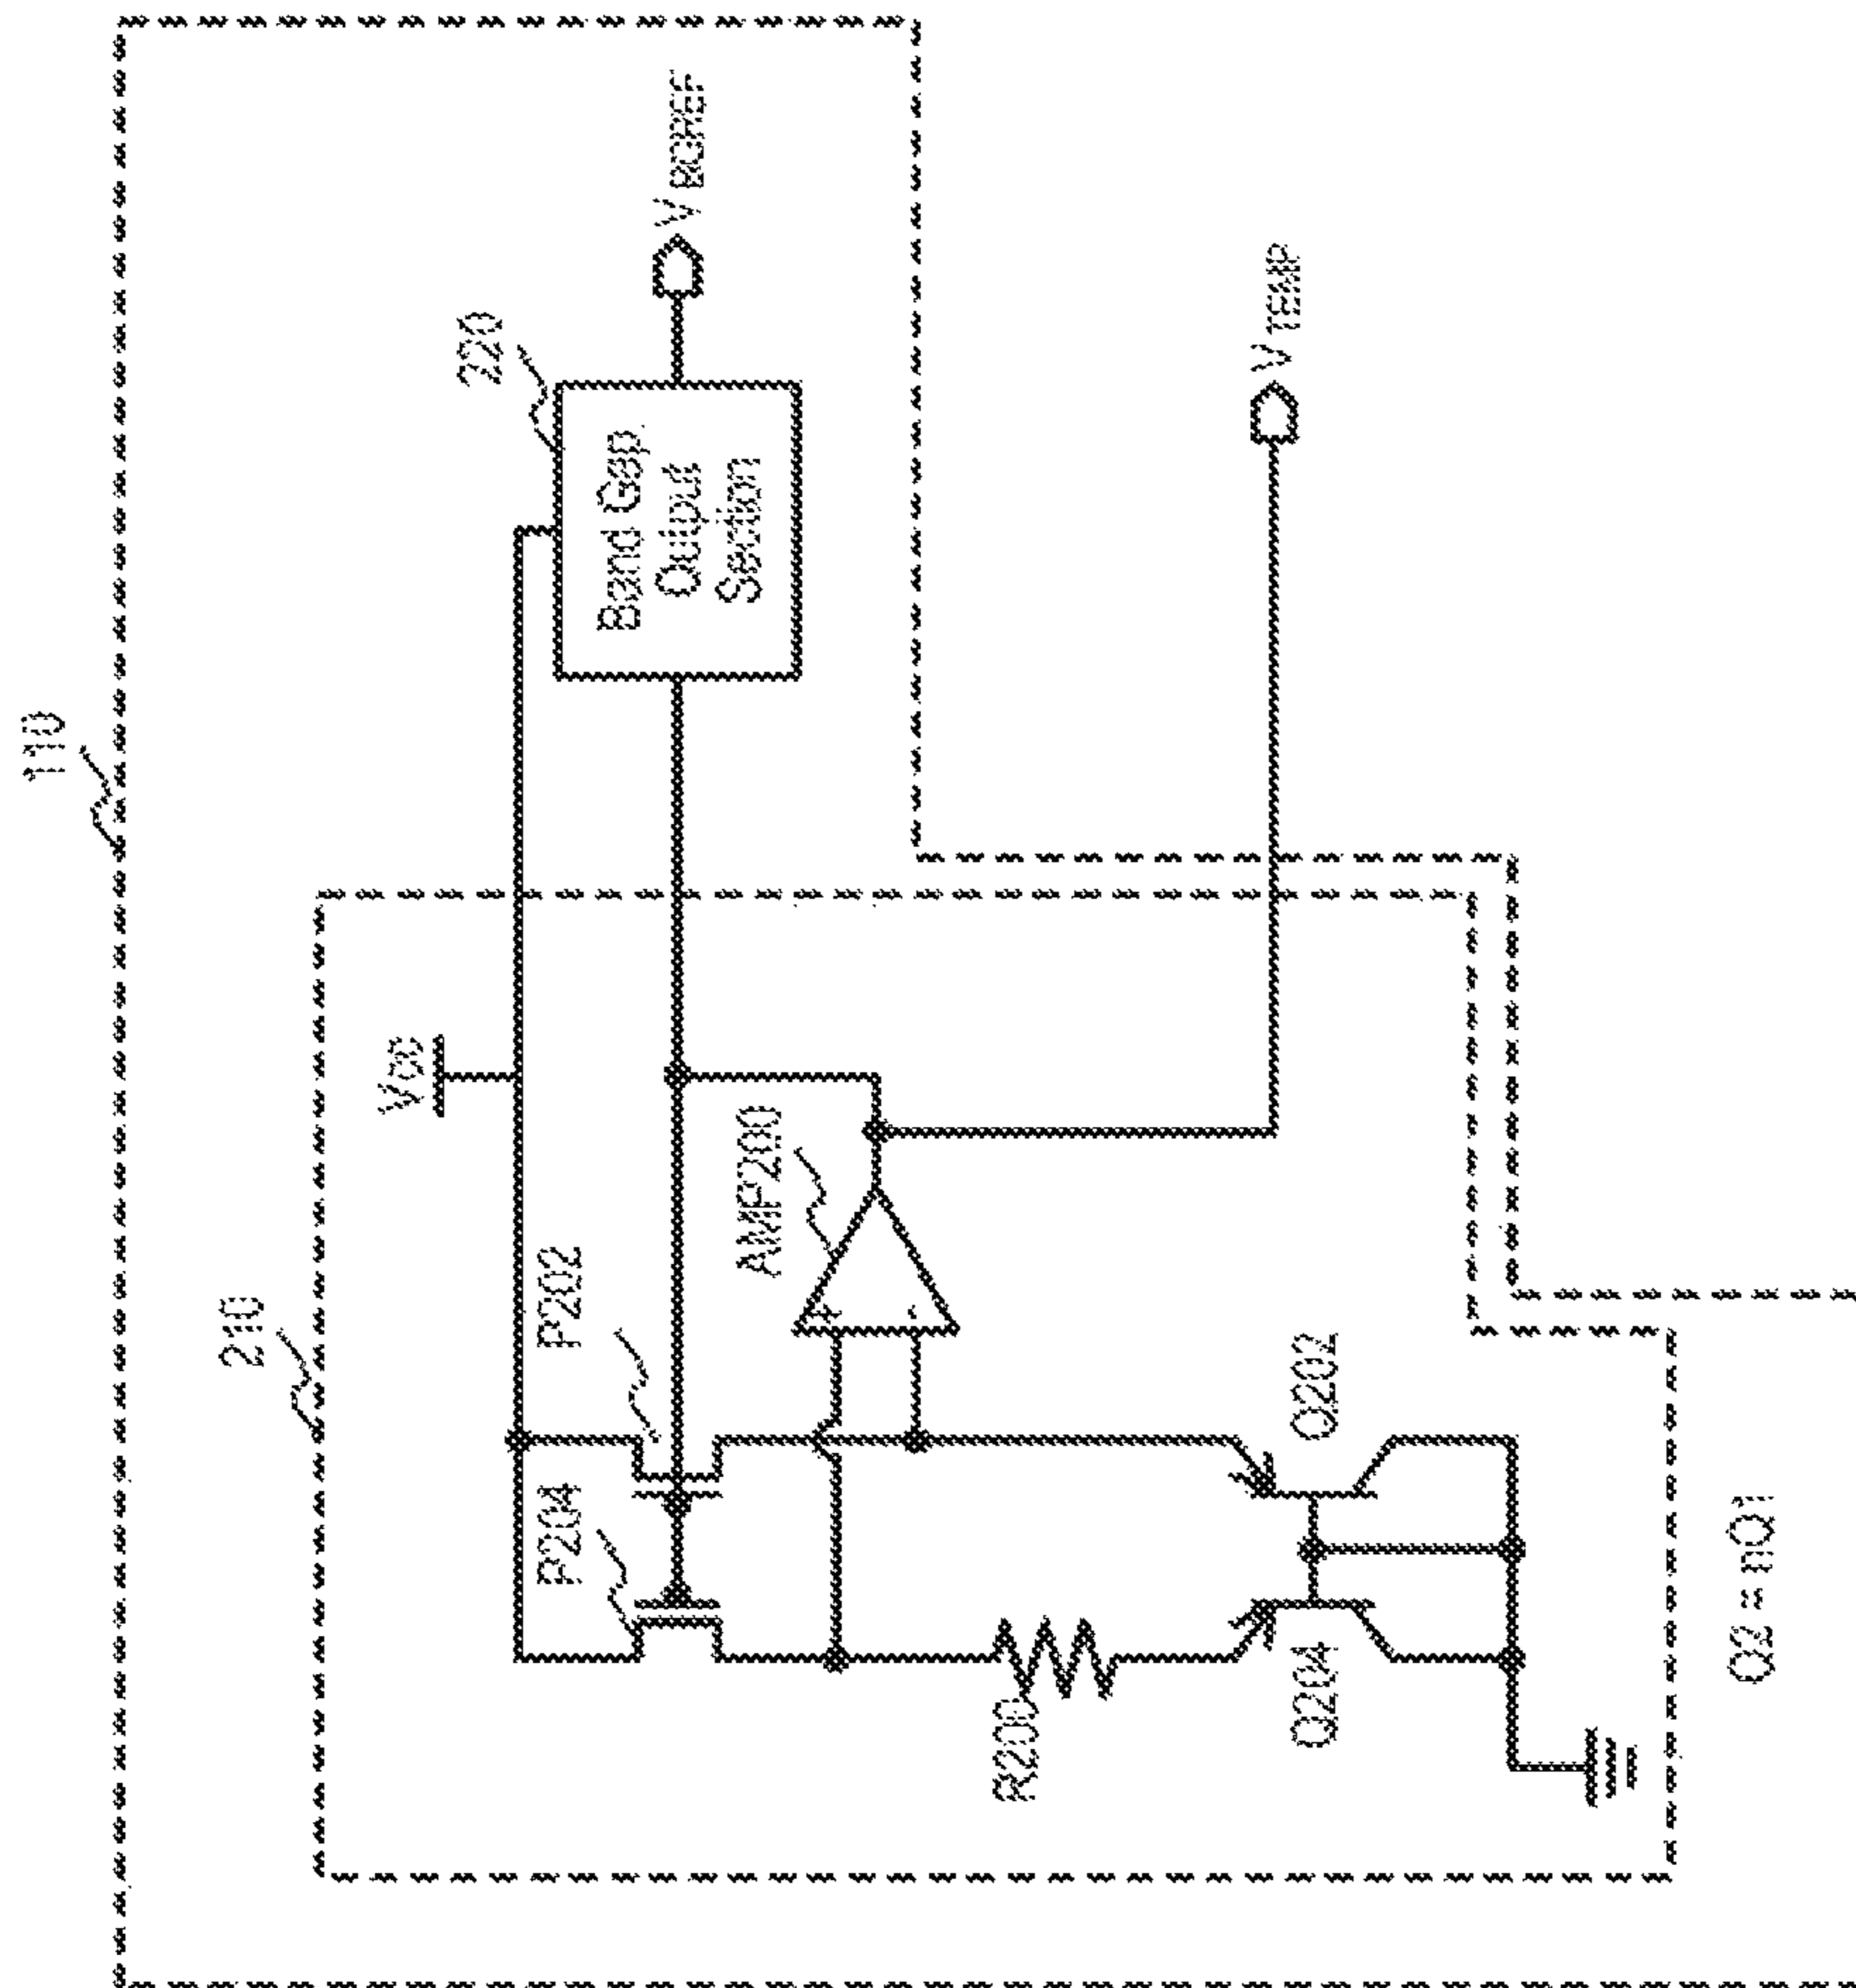 110
210
Vcc
220
P204
P202
Band Gap
Output
Section
V BGREF
AMP200
R200
V TEMP
Q204
Q202
Q2 = nQ1
+
-